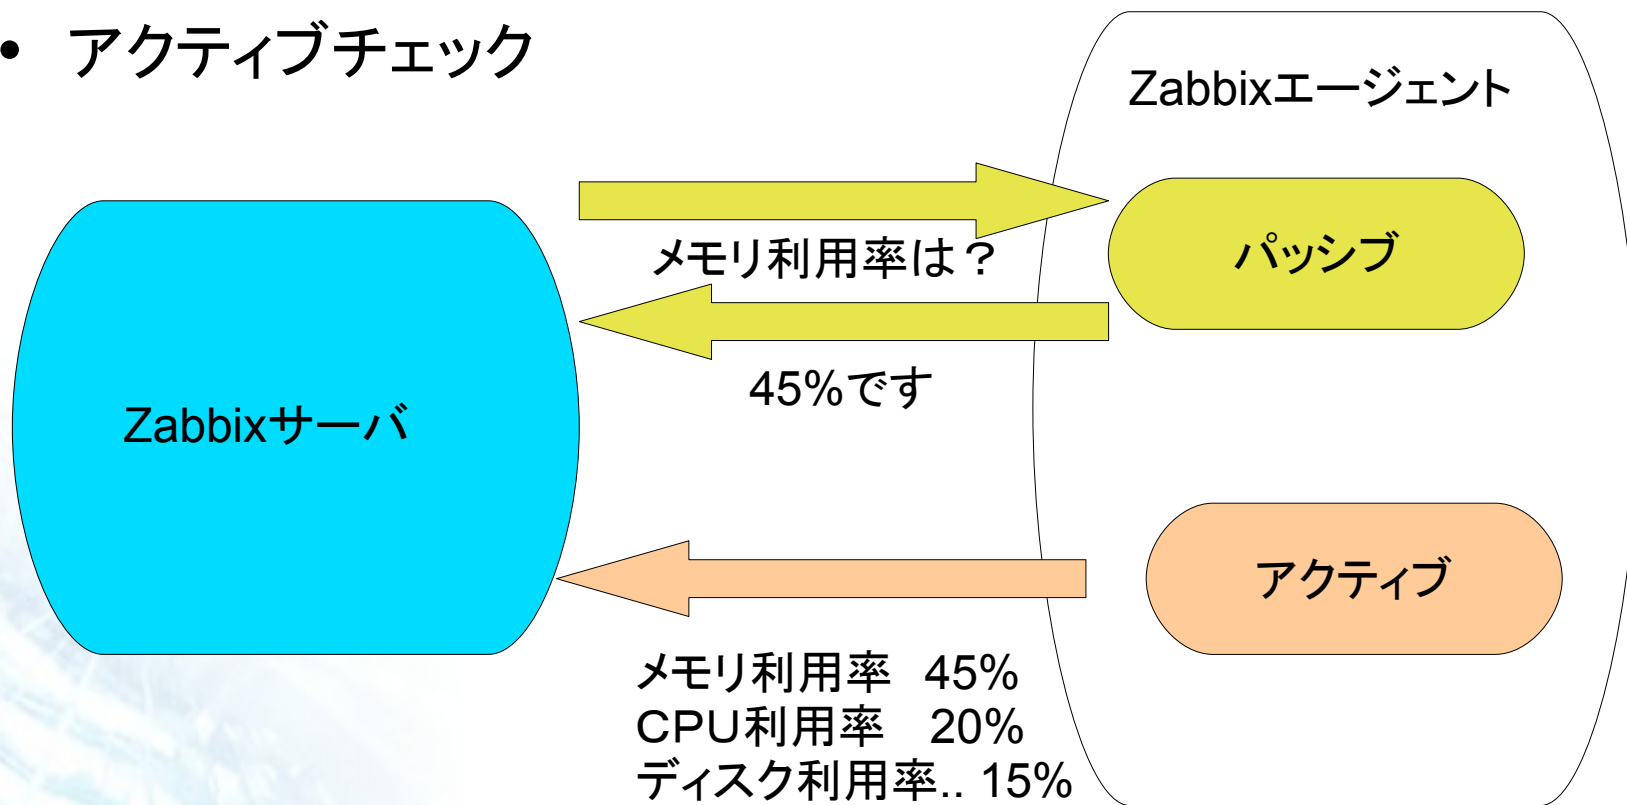 • アクティブチェック
Zabbixエージェント
メモリ利用率は？
パッシブ
45%です
Zabbixサーバ
アクティブ
メモリ利用率　45%
ＣＰＵ利用率　20%
ディスク利用率.. 15%